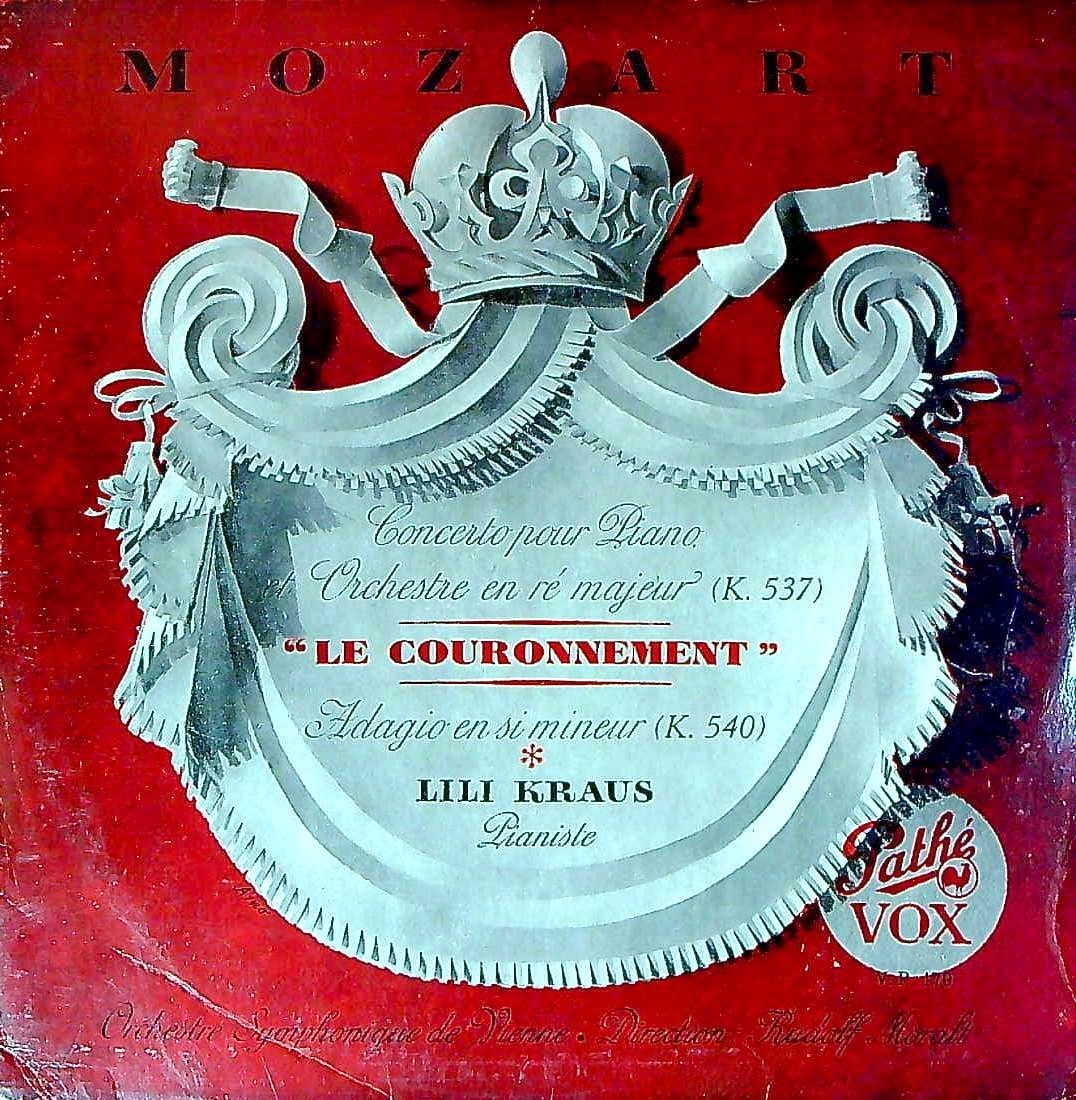 MOZART
Concerto pour Piano
et Orchestre en ré majeur (K. 537)
“LE COURONNEMENT”
Adagio en si mineur (K. 540)
*
LILI KRAUS
Pianiste
Pathé
VOX
Orchestre Symphonique de Vienne • Direction Rudolf Moralt